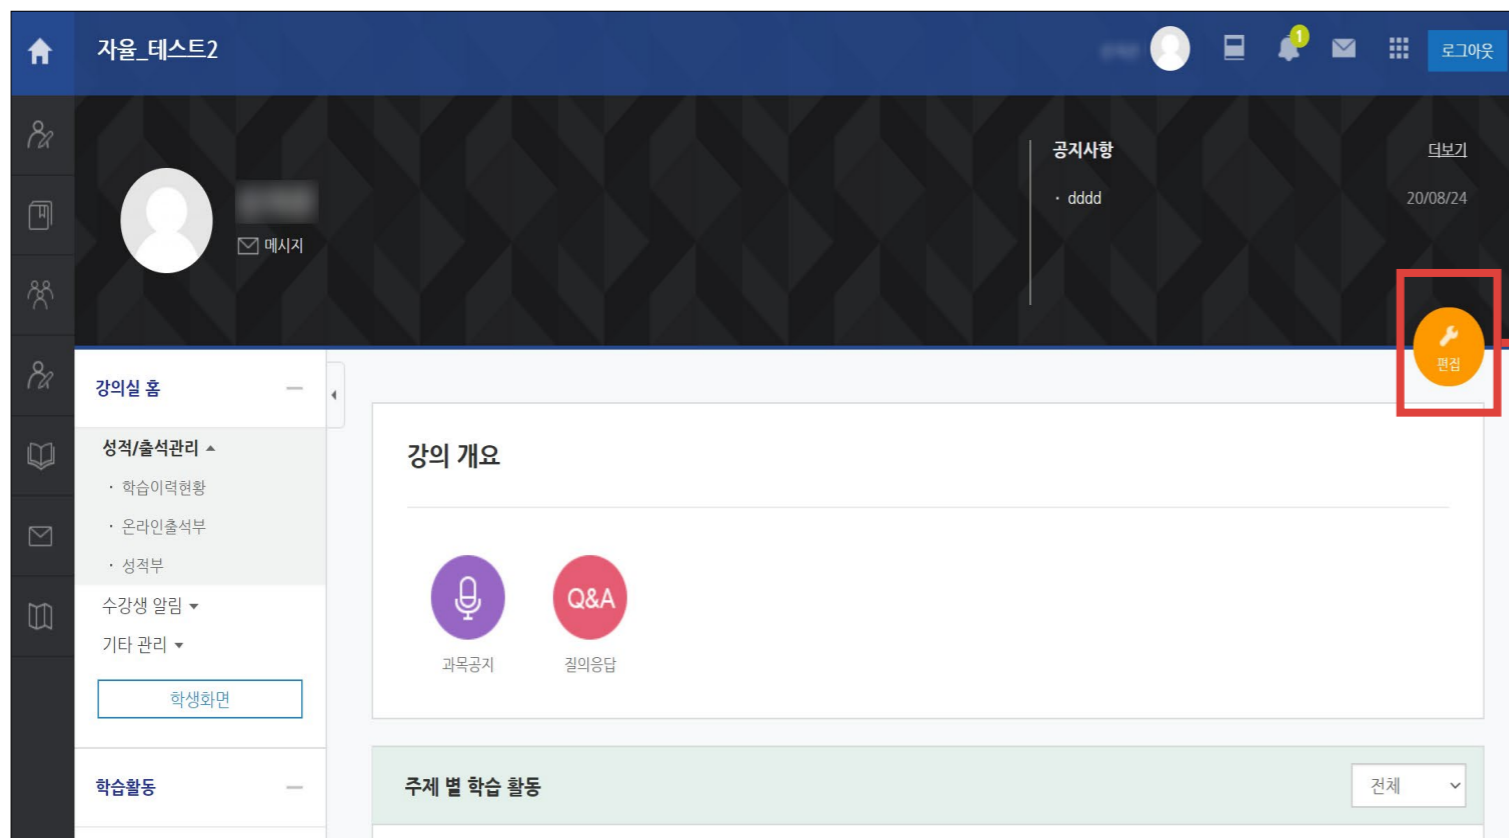 자율_테스트2
1
로그아웃
메시지
공지사항
더보기
· dddd
20/08/24
편집
강의실 홈
성적/출석관리
· 학습이력현황
· 온라인출석부
· 성적부
수강생 알림
기타 관리
학생화면
학습활동
강의 개요
Q&A
과목공지
질의응답
주제 별 학습 활동
전체